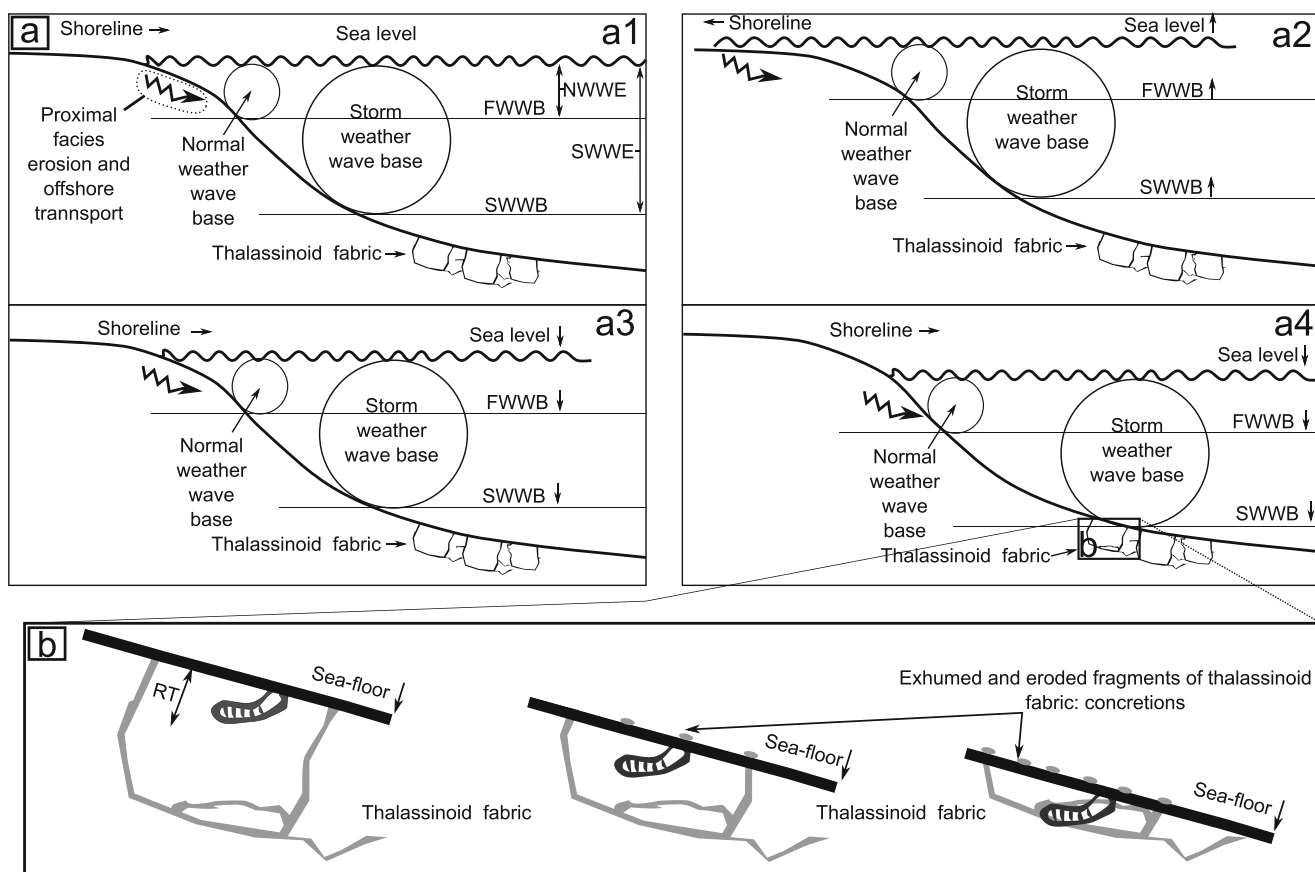 a
Shoreline
Sea level
a1
NWWE
FWWB
Proximal
facies
erosion and
offshore
trannsport
Normal
weather
wave
base
Storm
weather
wave base
SWWE
SWWB
Thalassinoid fabric
Shoreline
Sea level
a2
FWWB
Storm
weather
wave base
Normal
weather
wave
base
SWWB
Thalassinoid fabric
a3
Shoreline
Sea level
FWWB
Storm
weather
wave base
Normal
weather
wave
base
SWWB
Thalassinoid fabric
a4
Shoreline
Sea level
FWWB
Storm
weather
wave base
Normal
weather
wave
base
SWWB
Thalassinoid fabric
b
b
RT
Sea-floor
Thalassinoid fabric
Sea-floor
Thalassinoid fabric
Exhumed and eroded fragments of thalassinoid
fabric: concretions
Sea-floor